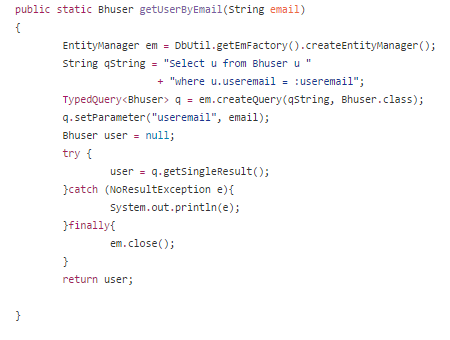 public static Bhuser getUserByEmail(String email)
{
EntityManager em = DbUtil.getEmFactory().createEntityManager();
String qString = "Select u from Bhuser u "
+ "where u.useremail = :useremail";
TypedQuery<Bhuser> q = em.createQuery(qString, Bhuser.class);
q.setParameter("useremail", email);
Bhuser user = null;
try {
user = q.getSingleResult();
}catch (NoResultException e){
System.out.println(e);
}finally{
em.close();
}
return user;
}